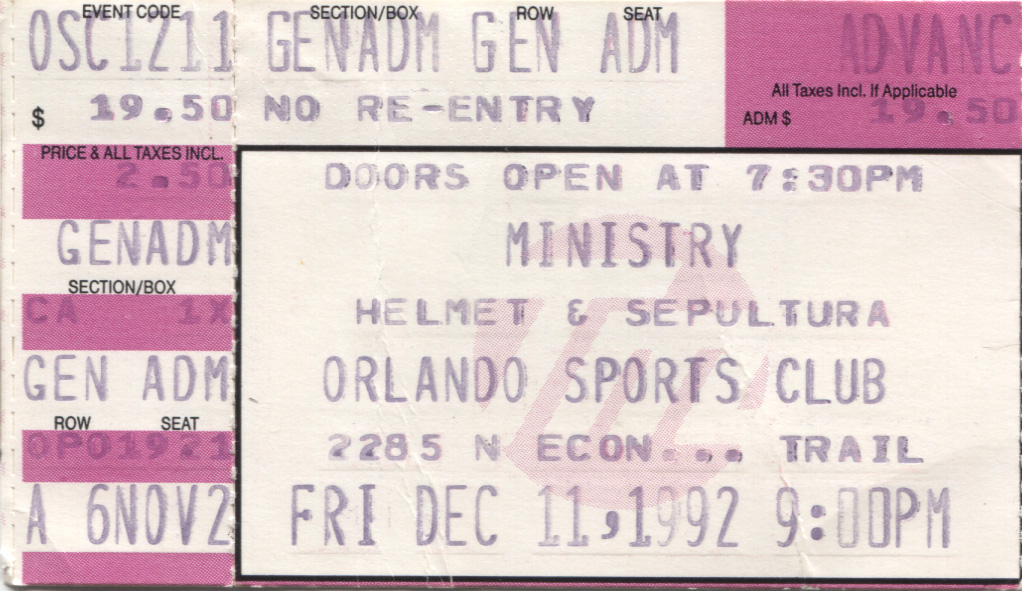 EVENT CODE SECTION/BOX ROW SEAT
OSC1211 GENADM GEN ADM ADVANC
All Taxes Incl. If Applicable
$ 19.50 NO RE-ENTRY ADM $ 19.50
PRICE & ALL TAXES INCL.
2.50
GENADM
SECTION/BOX
CA 1X
GEN ADM
ROW SEAT
OPO1921
A 6NOV2
DOORS OPEN AT 7:30PM
MINISTRY
HELMET & SEPULTURA
ORLANDO SPORTS CLUB
2285 N ECON... TRAIL
FRI DEC 11,1992 9:00PM